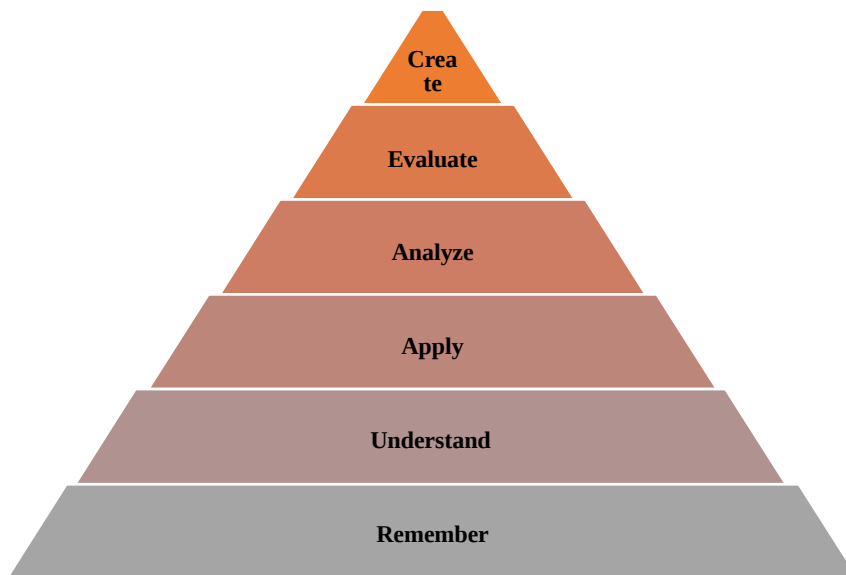 Crea
te
Evaluate
Analyze
Apply
Understand
Remember